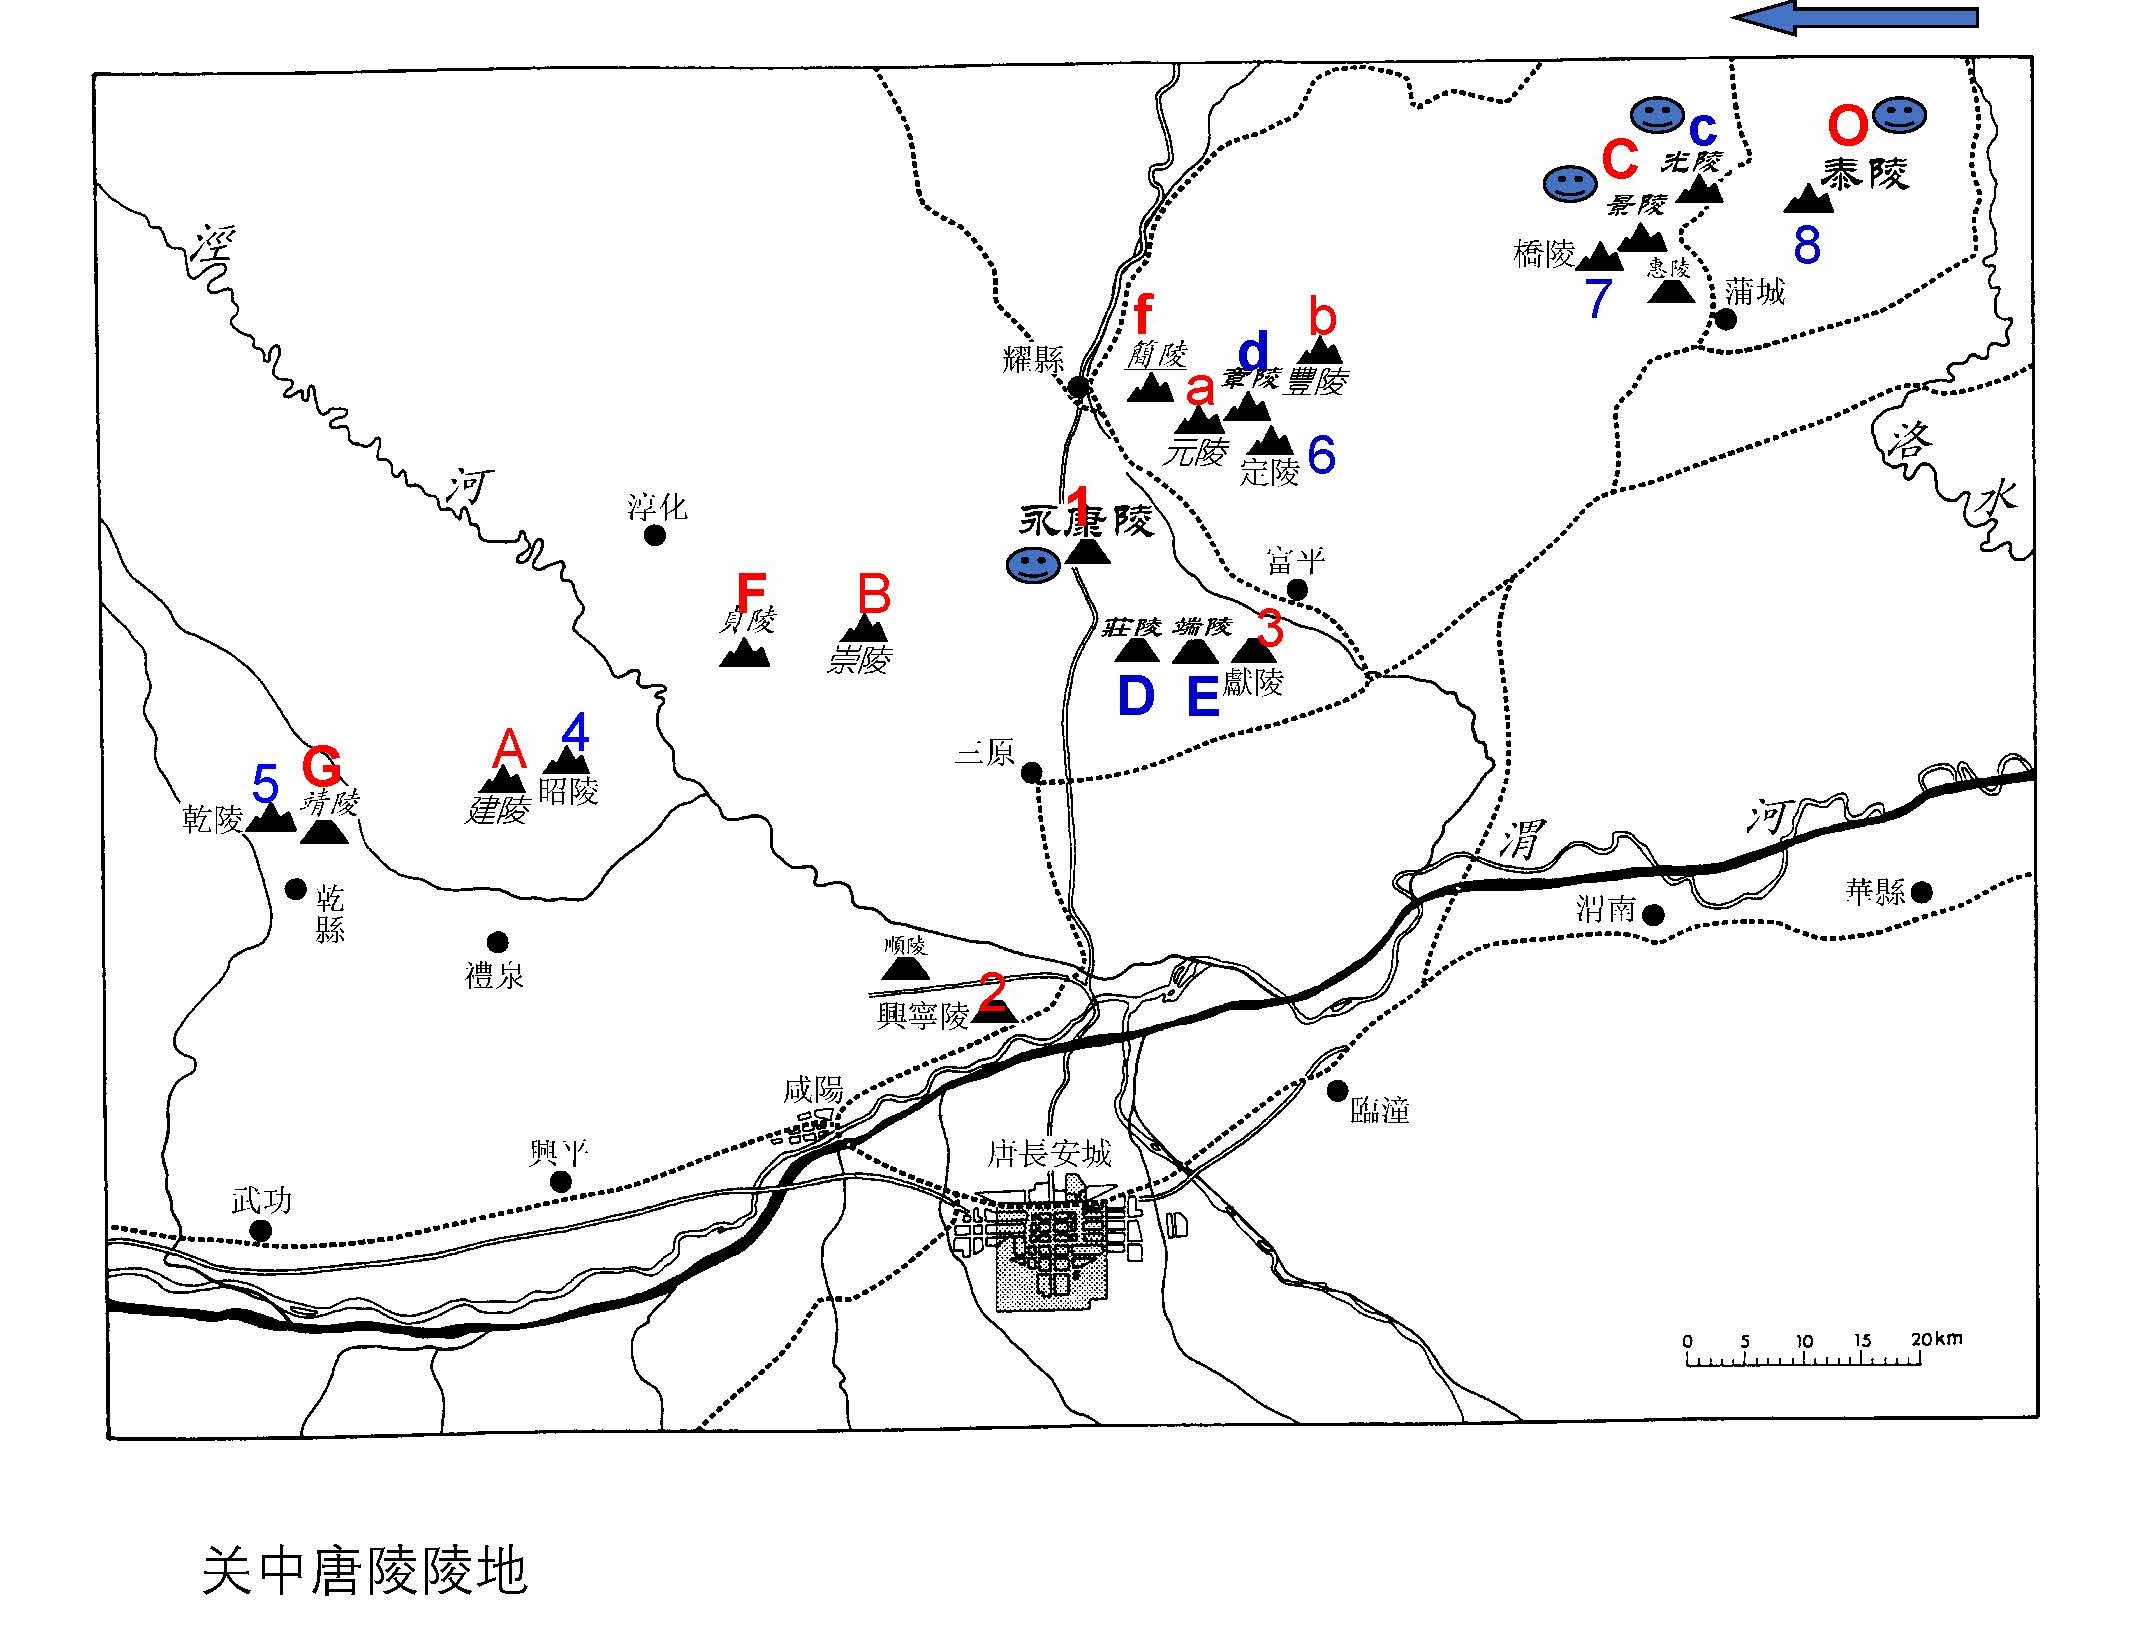 c
O
C
光陵
泰陵
涇
景陵
橋陵
8
惠陵
7
蒲城
f
b
耀縣
簡陵
d
a
章陵
豐陵
元陵
定陵
6
洛
河
水
淳化
1
永康陵
富平
F
B
貞陵
崇陵
莊陵
端陵
3
獻陵
D
E
4
A
三原
5
G
建陵
昭陵
乾陵
靖陵
渭
河
乾縣
禮泉
順陵
渭南
華縣
2
興寧陵
咸陽
臨潼
興平
唐長安城
武功
0 5 10 15 20km
关中唐陵陵地